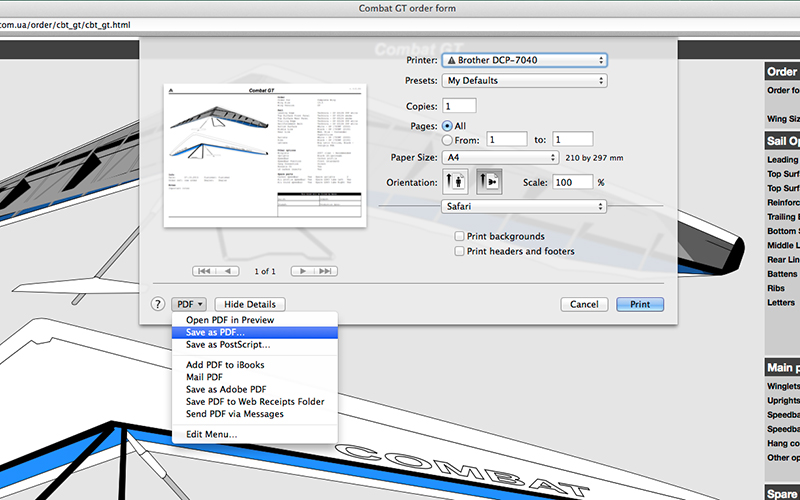 Combat GT order form
com.ua/order/cbt_gt/cbt_gt.html
Combat GT
Printer: Brother DCP-7040
Presets: My Defaults
Copies: 1
Pages: All
From: 1 to: 1
Paper Size: A4 210 by 297 mm
Orientation: Scale: 100 %
Safari
Print backgrounds
Print headers and footers
Combat GT
1 of 1
? PDF Hide Details Cancel Print
Open PDF in Preview
Save as PDF...
Save as PostScript...
Add PDF to iBooks
Mail PDF
Save as Adobe PDF
Save PDF to Web Receipts Folder
Send PDF via Messages
Edit Menu...
Order
Order fo
Wing Size
Sail Op
Leading
Top Surf
Top Surf
Reinforc
Trailing E
Bottom S
Middle L
Rear Lin
Battens
Ribs
Letters
Main p
Winglets
Uprights
Speedba
Speedba
Hang co
Other op
Spare
COMBAT